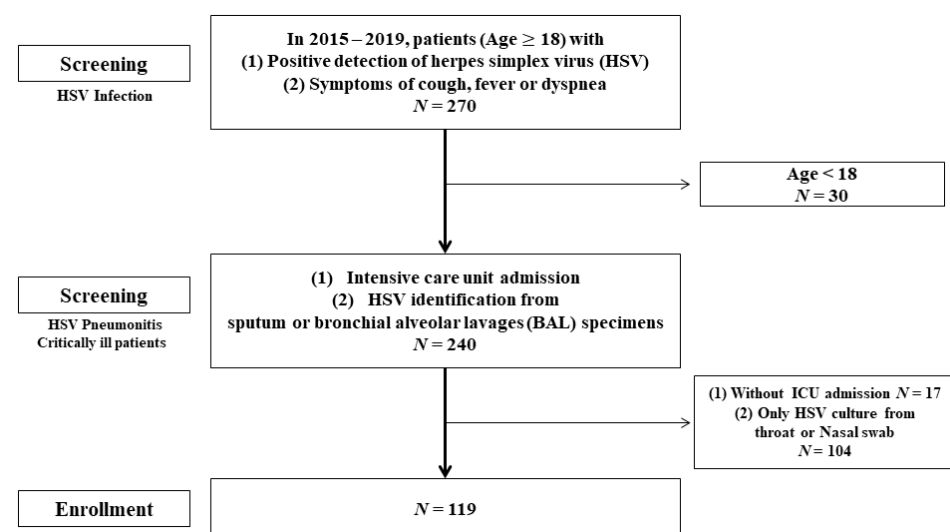 Screening
HSV Infection
In 2015 – 2019, patients (Age ≥ 18) with
(1) Positive detection of herpes simplex virus (HSV)
(2) Symptoms of cough, fever or dyspnea
N = 270
Age < 18
N = 30
Screening
HSV Pneumonitis
Critically ill patients
(1) Intensive care unit admission
(2) HSV identification from
sputum or bronchial alveolar lavages (BAL) specimens
N = 240
(1) Without ICU admission N = 17
(2) Only HSV culture from
throat or Nasal swab
N = 104
Enrollment
N = 119